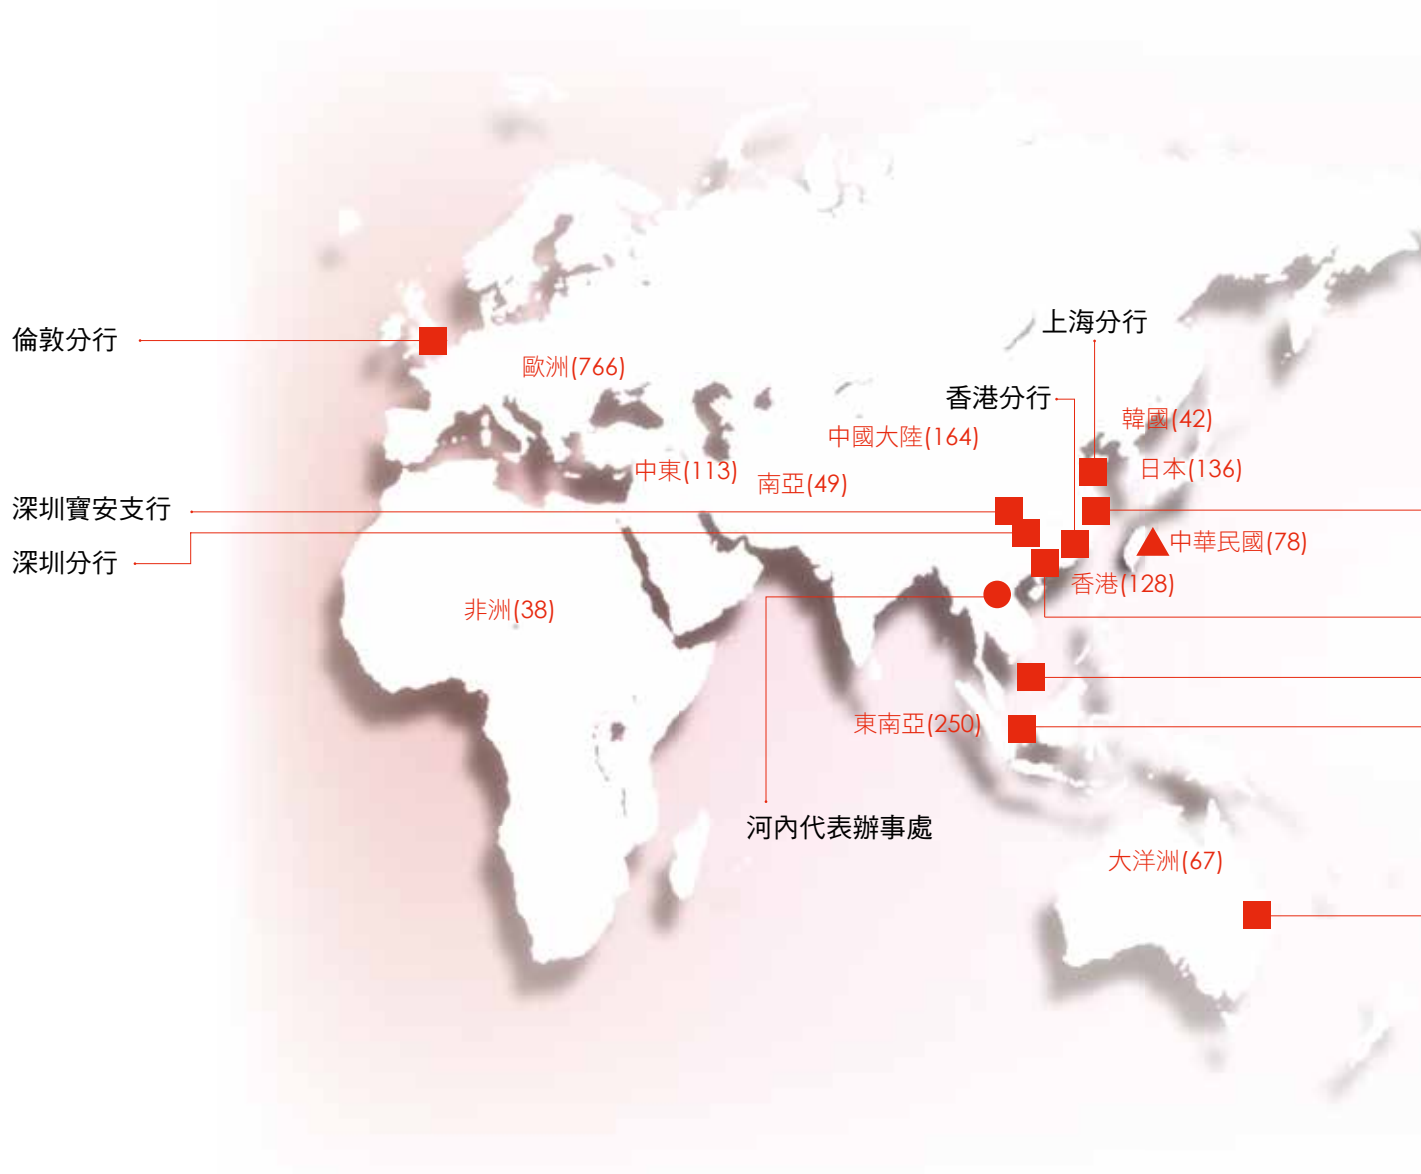 上海分行
倫敦分行
歐洲(766)
香港分行
韓國(42)
中國大陸(164)
日本(136)
中東(113)
南亞(49)
深圳寶安支行
中華民國(78)
深圳分行
香港(128)
非洲(38)
東南亞(250)
河內代表辦事處
大洋洲(67)